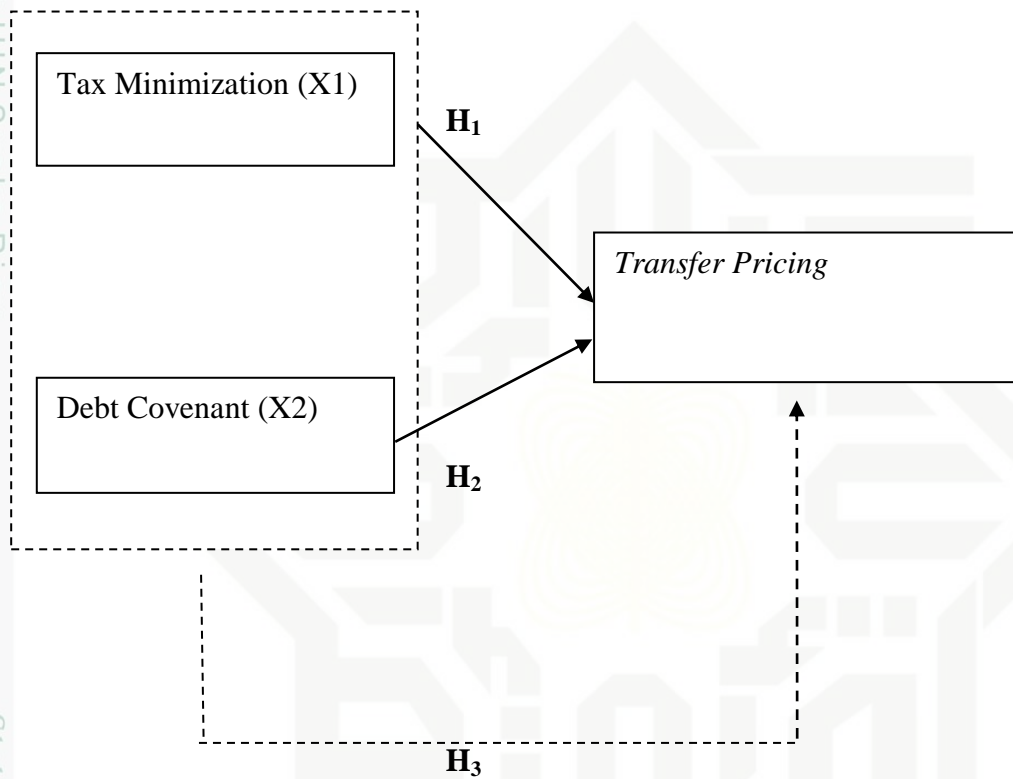 Tax Minimization (X1)
H₁
Transfer Pricing
Debt Covenant (X2)
H₂
H₃